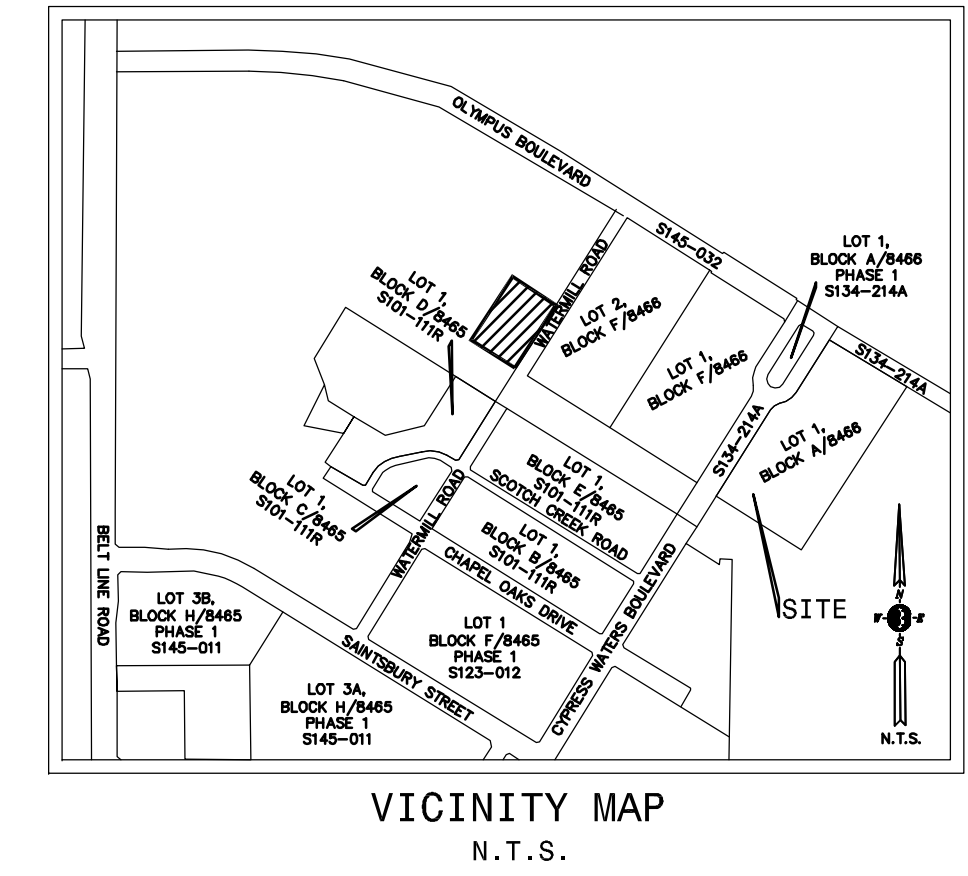 OLYMPUS BOULEVARD
S145-032
LOT 1,
BLOCK A/8466
PHASE 1
S134-214A
LOT 1,
BLOCK D/8465
S101-111R
WATERMILL ROAD
LOT 2,
BLOCK F/8466
LOT 1,
BLOCK F/8466
S134-214A
S134-214A
LOT 1,
BLOCK A/8466
LOT 1,
BLOCK C/8465
S101-111R
WATERMILL ROAD
LOT 1,
BLOCK E/8465
S101-111R
SCOTCH CREEK ROAD
LOT 1,
BLOCK B/8465
S101-111R
CHAPEL OAKS DRIVE
BELT LINE ROAD
LOT 3B,
BLOCK H/8465
PHASE 1
S145-011
LOT 1
BLOCK F/8465
PHASE 1
S123-012
SAINTSBURY STREET
CYPRESS WATERS BOULEVARD
LOT 3A,
BLOCK H/8465
PHASE 1
S145-011
SITE
N
W E
S
N.T.S.
VICINITY MAP
N.T.S.